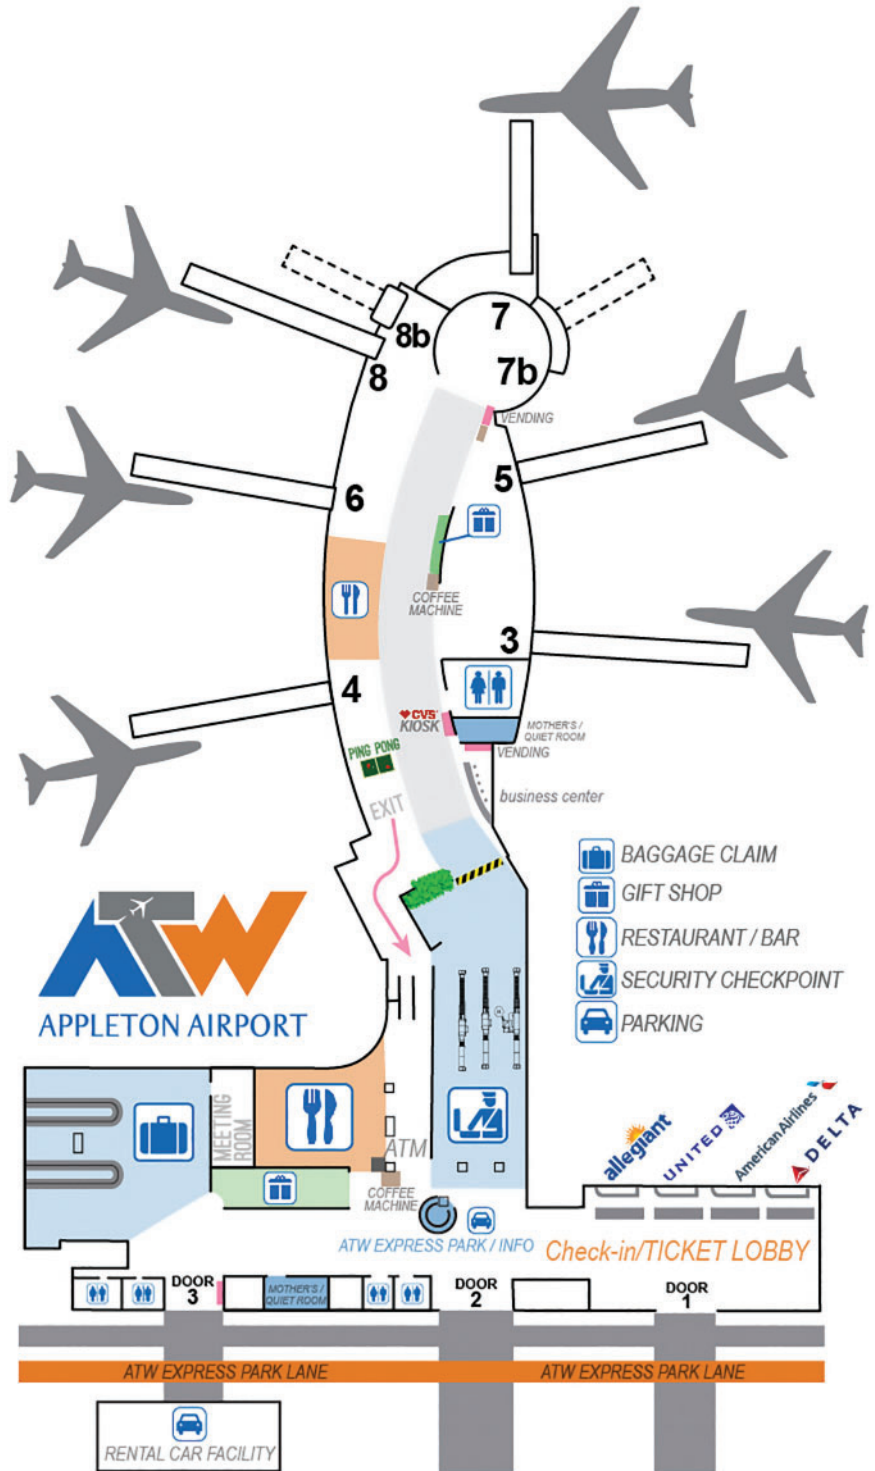 7
8b
7b
8
VENDING
5
6
COFFEE
MACHINE
3
4
CVS
KIOSK
MOTHER'S /
QUIET ROOM
VENDING
PING PONG
business center
EXIT
BAGGAGE CLAIM
GIFT SHOP
RESTAURANT / BAR
SECURITY CHECKPOINT
PARKING
ATW
APPLETON AIRPORT
MEETING
ROOM
ATM
COFFEE
MACHINE
allegiant
UNITED
American Airlines
DELTA
ATW EXPRESS PARK / INFO
Check-in/TICKET LOBBY
DOOR
3
MOTHER'S /
QUIET ROOM
DOOR
2
DOOR
1
ATW EXPRESS PARK LANE
ATW EXPRESS PARK LANE
RENTAL CAR FACILITY